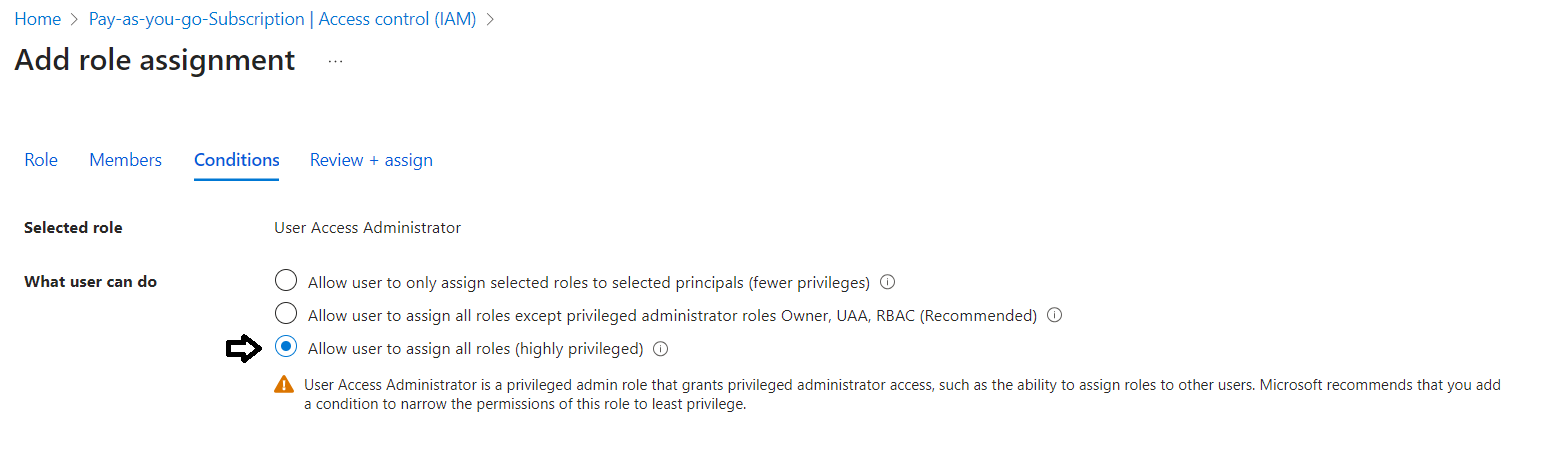 Home > Pay-as-you-go-Subscription | Access control (IAM) >
Add role assignment ...
Role Members Conditions Review + assign
Selected role User Access Administrator
What user can do
Allow user to only assign selected roles to selected principals (fewer privileges)
Allow user to assign all roles except privileged administrator roles Owner, UAA, RBAC (Recommended)
Allow user to assign all roles (highly privileged)
User Access Administrator is a privileged admin role that grants privileged administrator access, such as the ability to assign roles to other users. Microsoft recommends that you add
a condition to narrow the permissions of this role to least privilege.